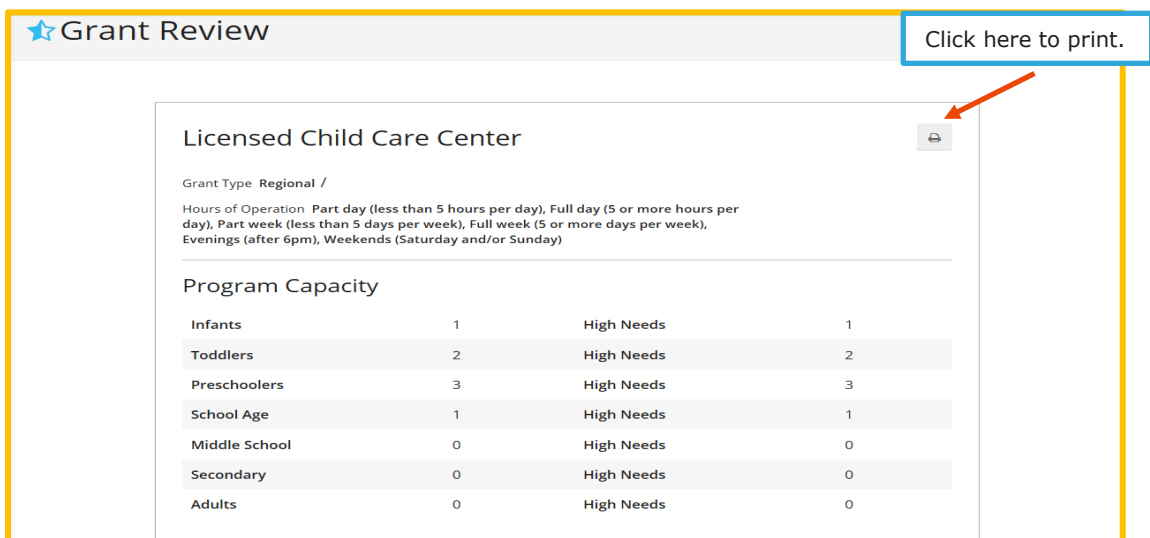 Grant Review
Click here to print.
Licensed Child Care Center
Grant Type Regional /
Hours of Operation Part day (less than 5 hours per day), Full day (5 or more hours per
day), Part week (less than 5 days per week), Full week (5 or more days per week),
Evenings (after 6pm), Weekends (Saturday and/or Sunday)
Program Capacity
Infants 1 High Needs 1
Toddlers 2 High Needs 2
Preschoolers 3 High Needs 3
School Age 1 High Needs 1
Middle School 0 High Needs 0
Secondary 0 High Needs 0
Adults 0 High Needs 0